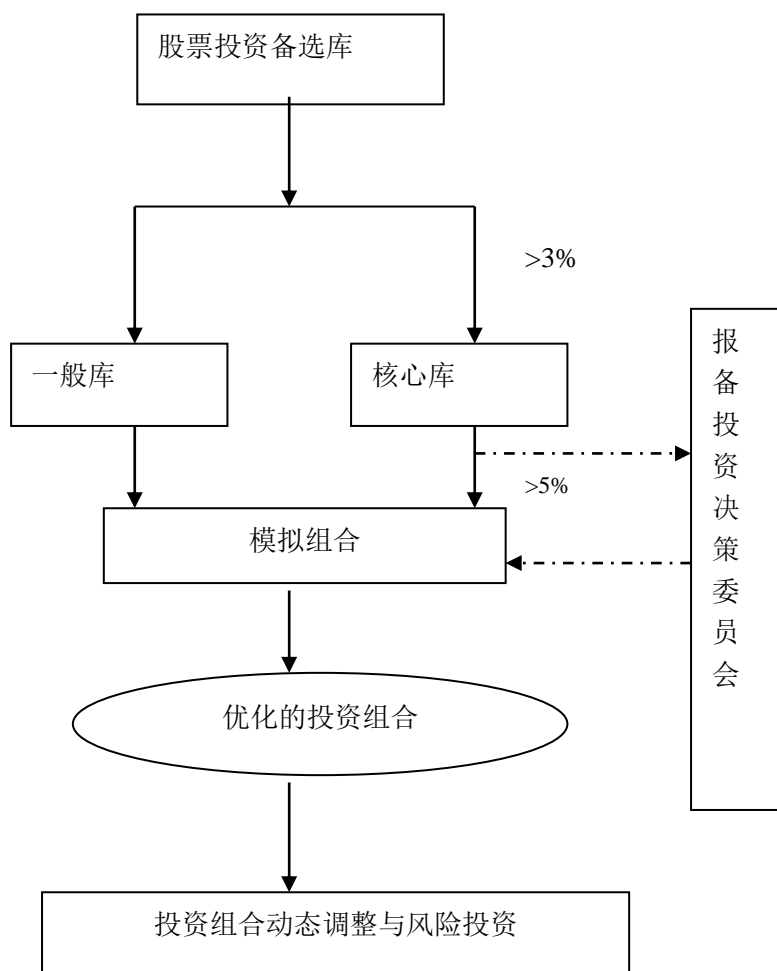 股票投资备选库
>3%
一般库
核心库
报备投资决策委员会
>5%
模拟组合
优化的投资组合
投资组合动态调整与风险投资